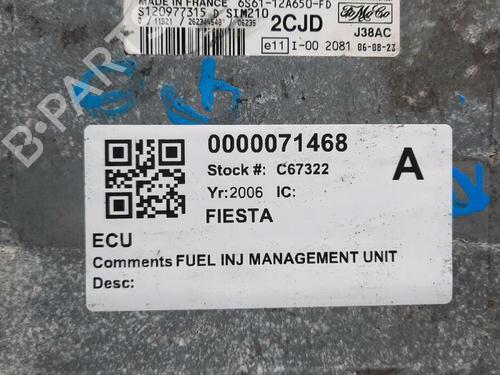 MADE IN FRANCE 6S61-12A650-FD
S120977315 D SIM210 2CJD J38AC
e11 I-00 2081 06-08-23
B-PARTS
0000071468
Stock #: C67322
A
Yr:2006 IC:
FIESTA
ECU
Comments FUEL INJ MANAGEMENT UNIT
Desc: